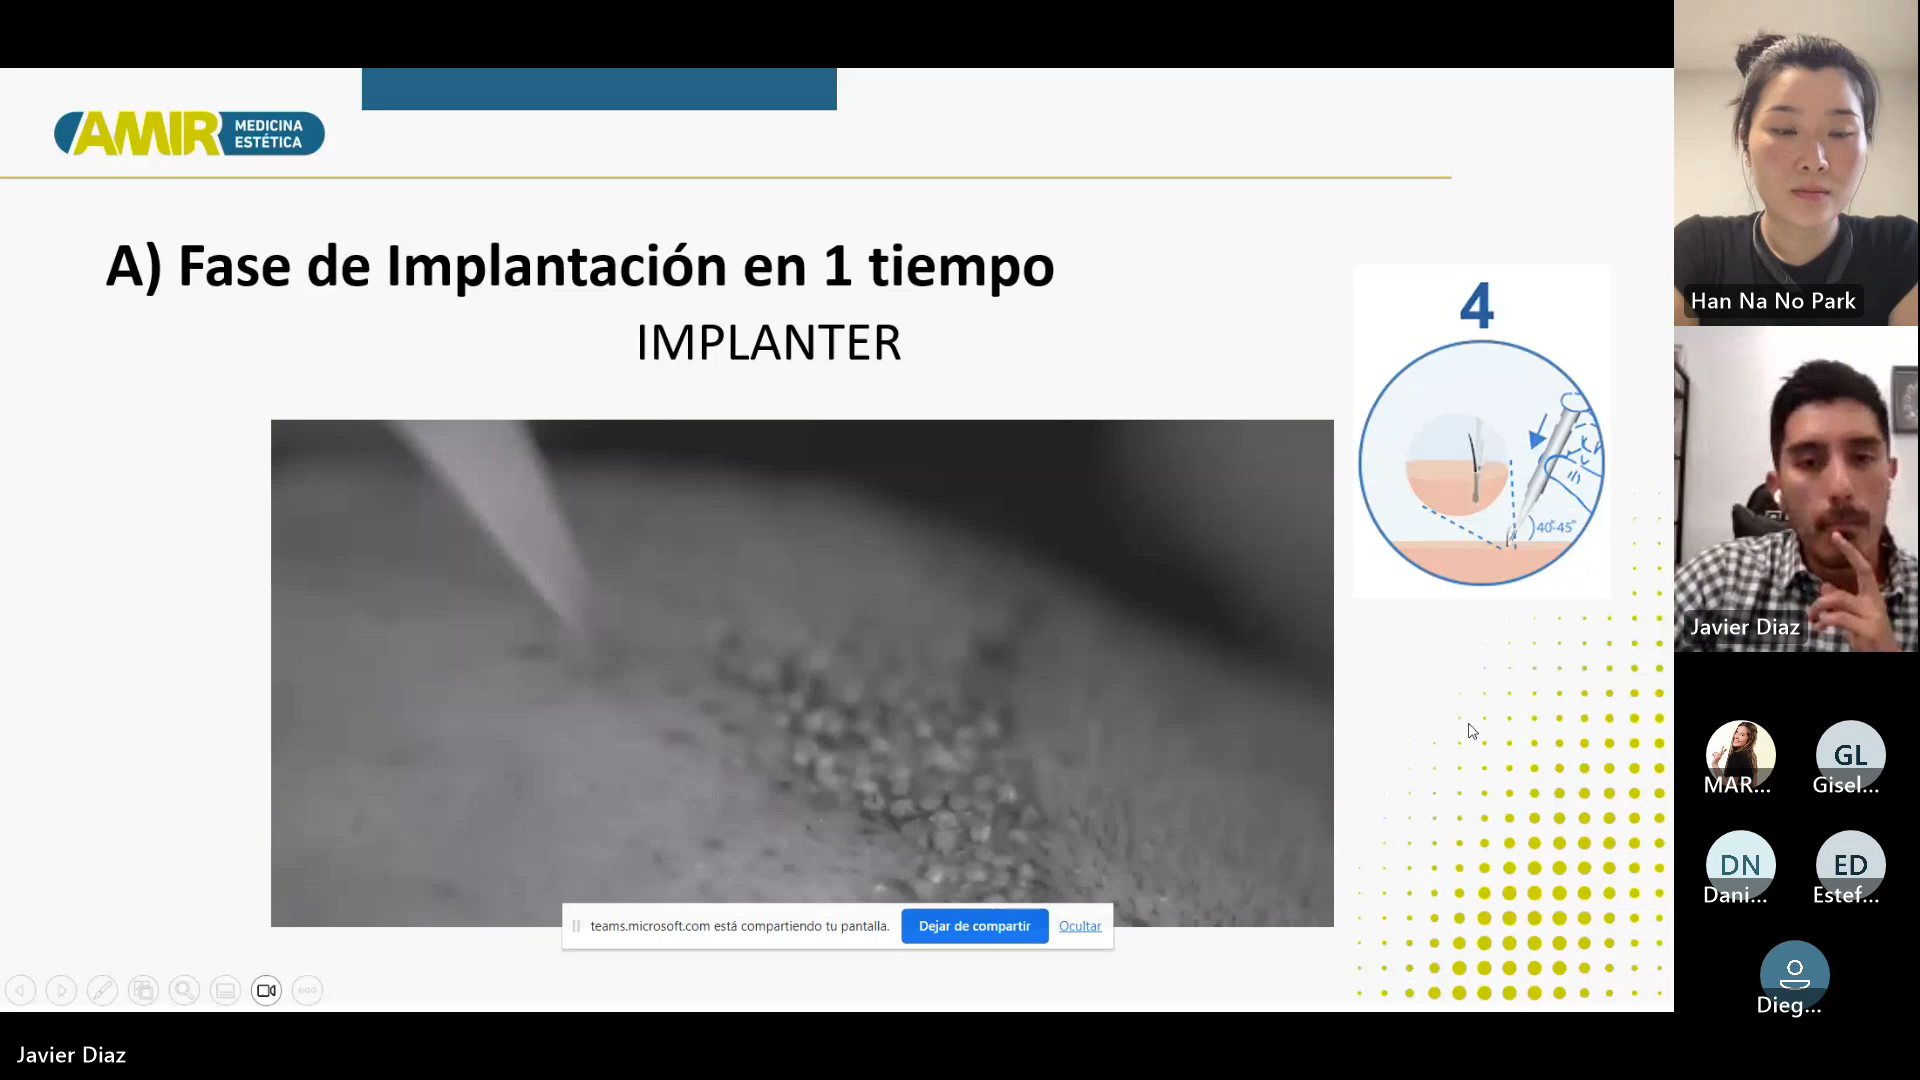 AMIR MEDICINA
ESTÉTICA
A) Fase de Implantación en 1 tiempo
IMPLANTER
4
40-45°
teams.microsoft.com está compartiendo tu pantalla.
Dejar de compartir
Ocultar
Han Na No Park
Javier Diaz
MAR...
GL
Gisel...
DN
Dani...
ED
Estef...
Dieg...
Javier Diaz